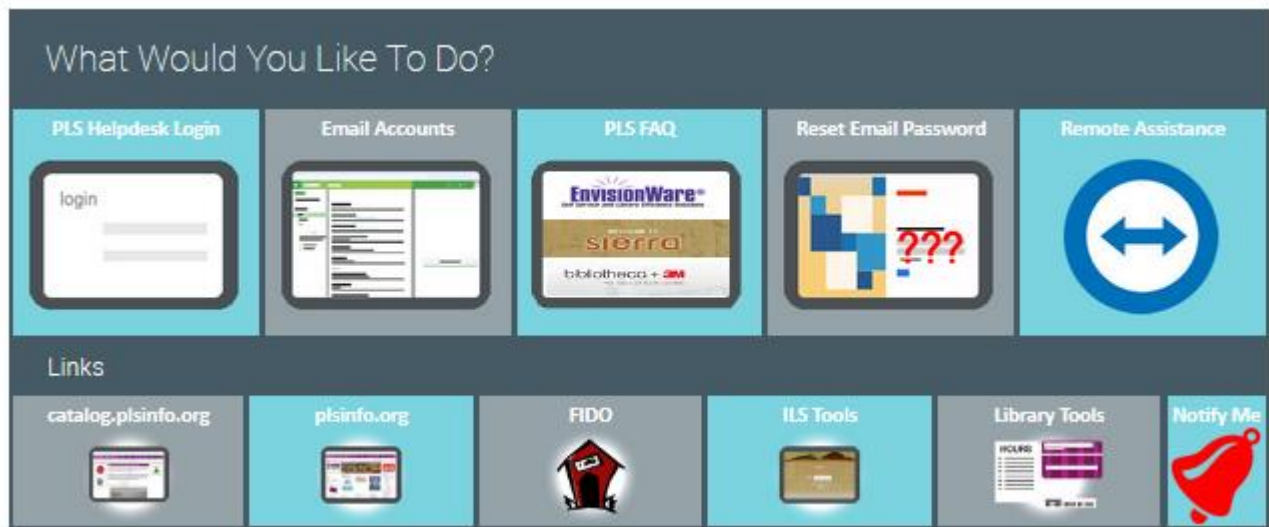 What Would You Like To Do?
PLS Helpdesk Login
Email Accounts
PLS FAQ
Reset Email Password
Remote Assistance
login
EnvisionWare®
sierra
bibliotheca + 3M
???
Links
catalog.plsinfo.org
plsinfo.org
FIDO
ILS Tools
Library Tools
Notify Me
HOURS